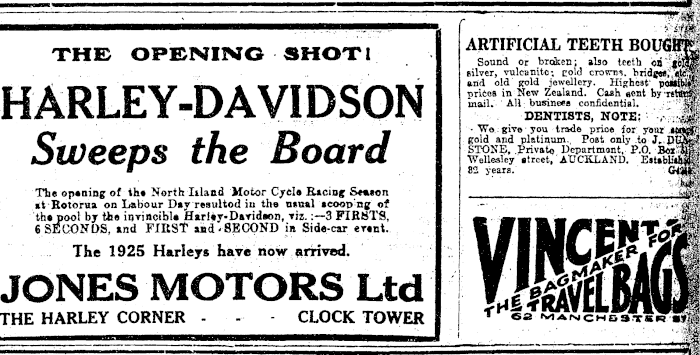 THE OPENING SHOT!
HARLEY-DAVIDSON
Sweeps the Board
The opening of the North Island Motor Cycle Racing Season
at Rotorua on Labour Day resulted in the usual scooping of
the pool by the invincible Harley-Davidson, viz.:—3 FIRSTS,
6 SECONDS, and FIRST and SECOND in Side-car event.
The 1925 Harleys have now arrived.
JONES MOTORS Ltd
THE HARLEY CORNER - - - CLOCK TOWER
ARTIFICIAL TEETH BOUGHT
Sound or broken; also teeth on gold,
silver, vulcanite; gold crowns, bridges, etc.
and old gold jewellery. Highest possible
prices in New Zealand. Cash sent by return
mail. All business confidential.
DENTISTS, NOTE:
We give you trade price for your
gold and platinum. Post only to J.
STONE, Private Department, P.O. Box
Wellesley street, AUCKLAND.
32 years.
VINCENT'S
THE BAGMAKER FOR
TRAVEL BAGS
62 MANCHESTER ST